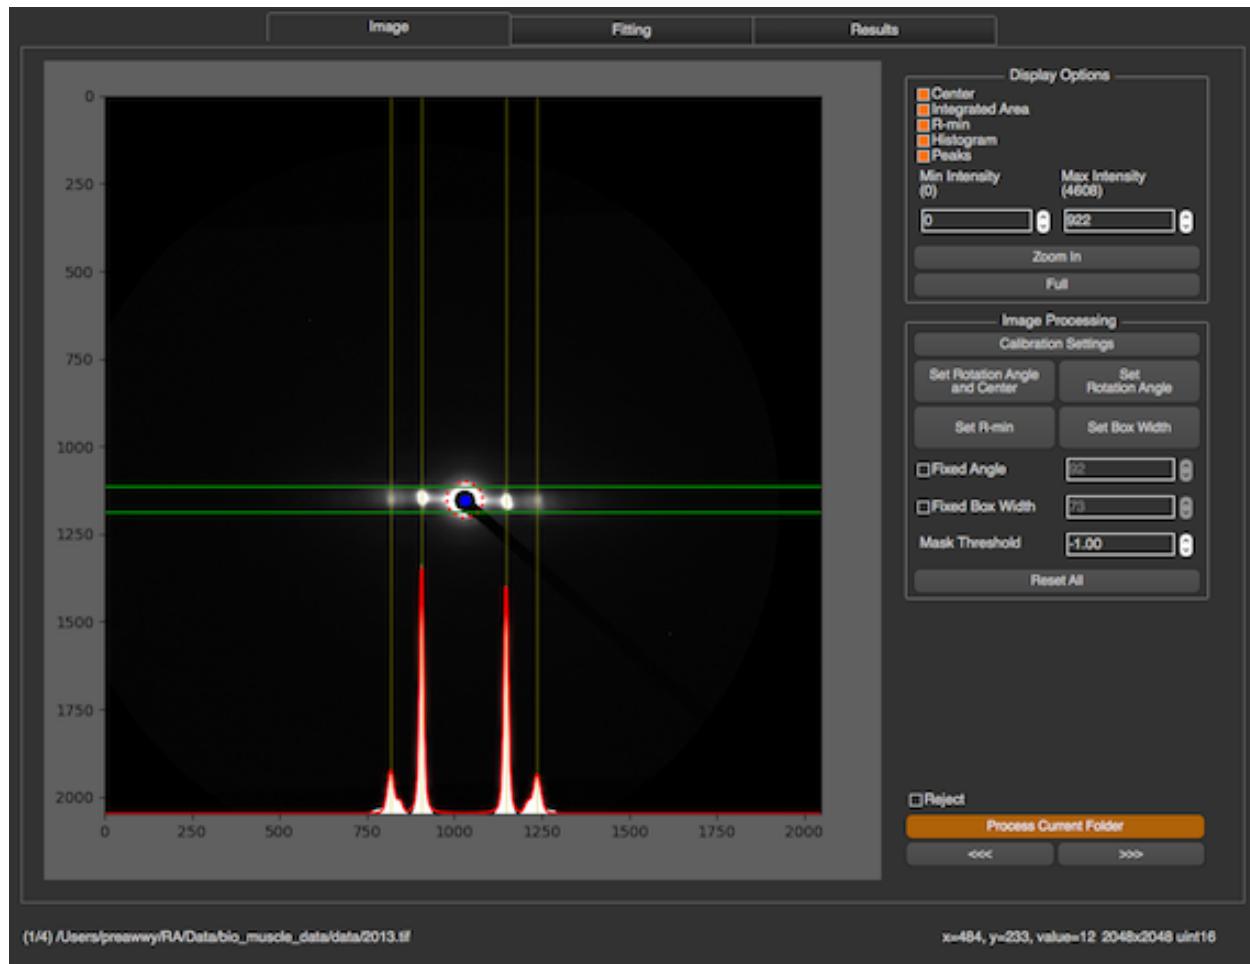 Image Fitting Results
Display Options
Center
Integrated Area
R-min
Histogram
Peaks
Min Intensity Max Intensity
(0) (4608)
0 922
Zoom In
Full
Image Processing
Calibration Settings
Set Rotation Angle and Center
Set Rotation Angle
Set R-min Set Box Width
Fixed Angle 92
Fixed Box Width 73
Mask Threshold -1.00
Reset All
0
250
500
750
1000
1250
1500
1750
2000
0 250 500 750 1000 1250 1500 1750 2000
Reject
Process Current Folder
<<< >>>
(1/4) /Users/preawwy/RA/Data/bio_muscle_data/data/2013.tif x=484, y=233, value=12 2048x2048 uint16